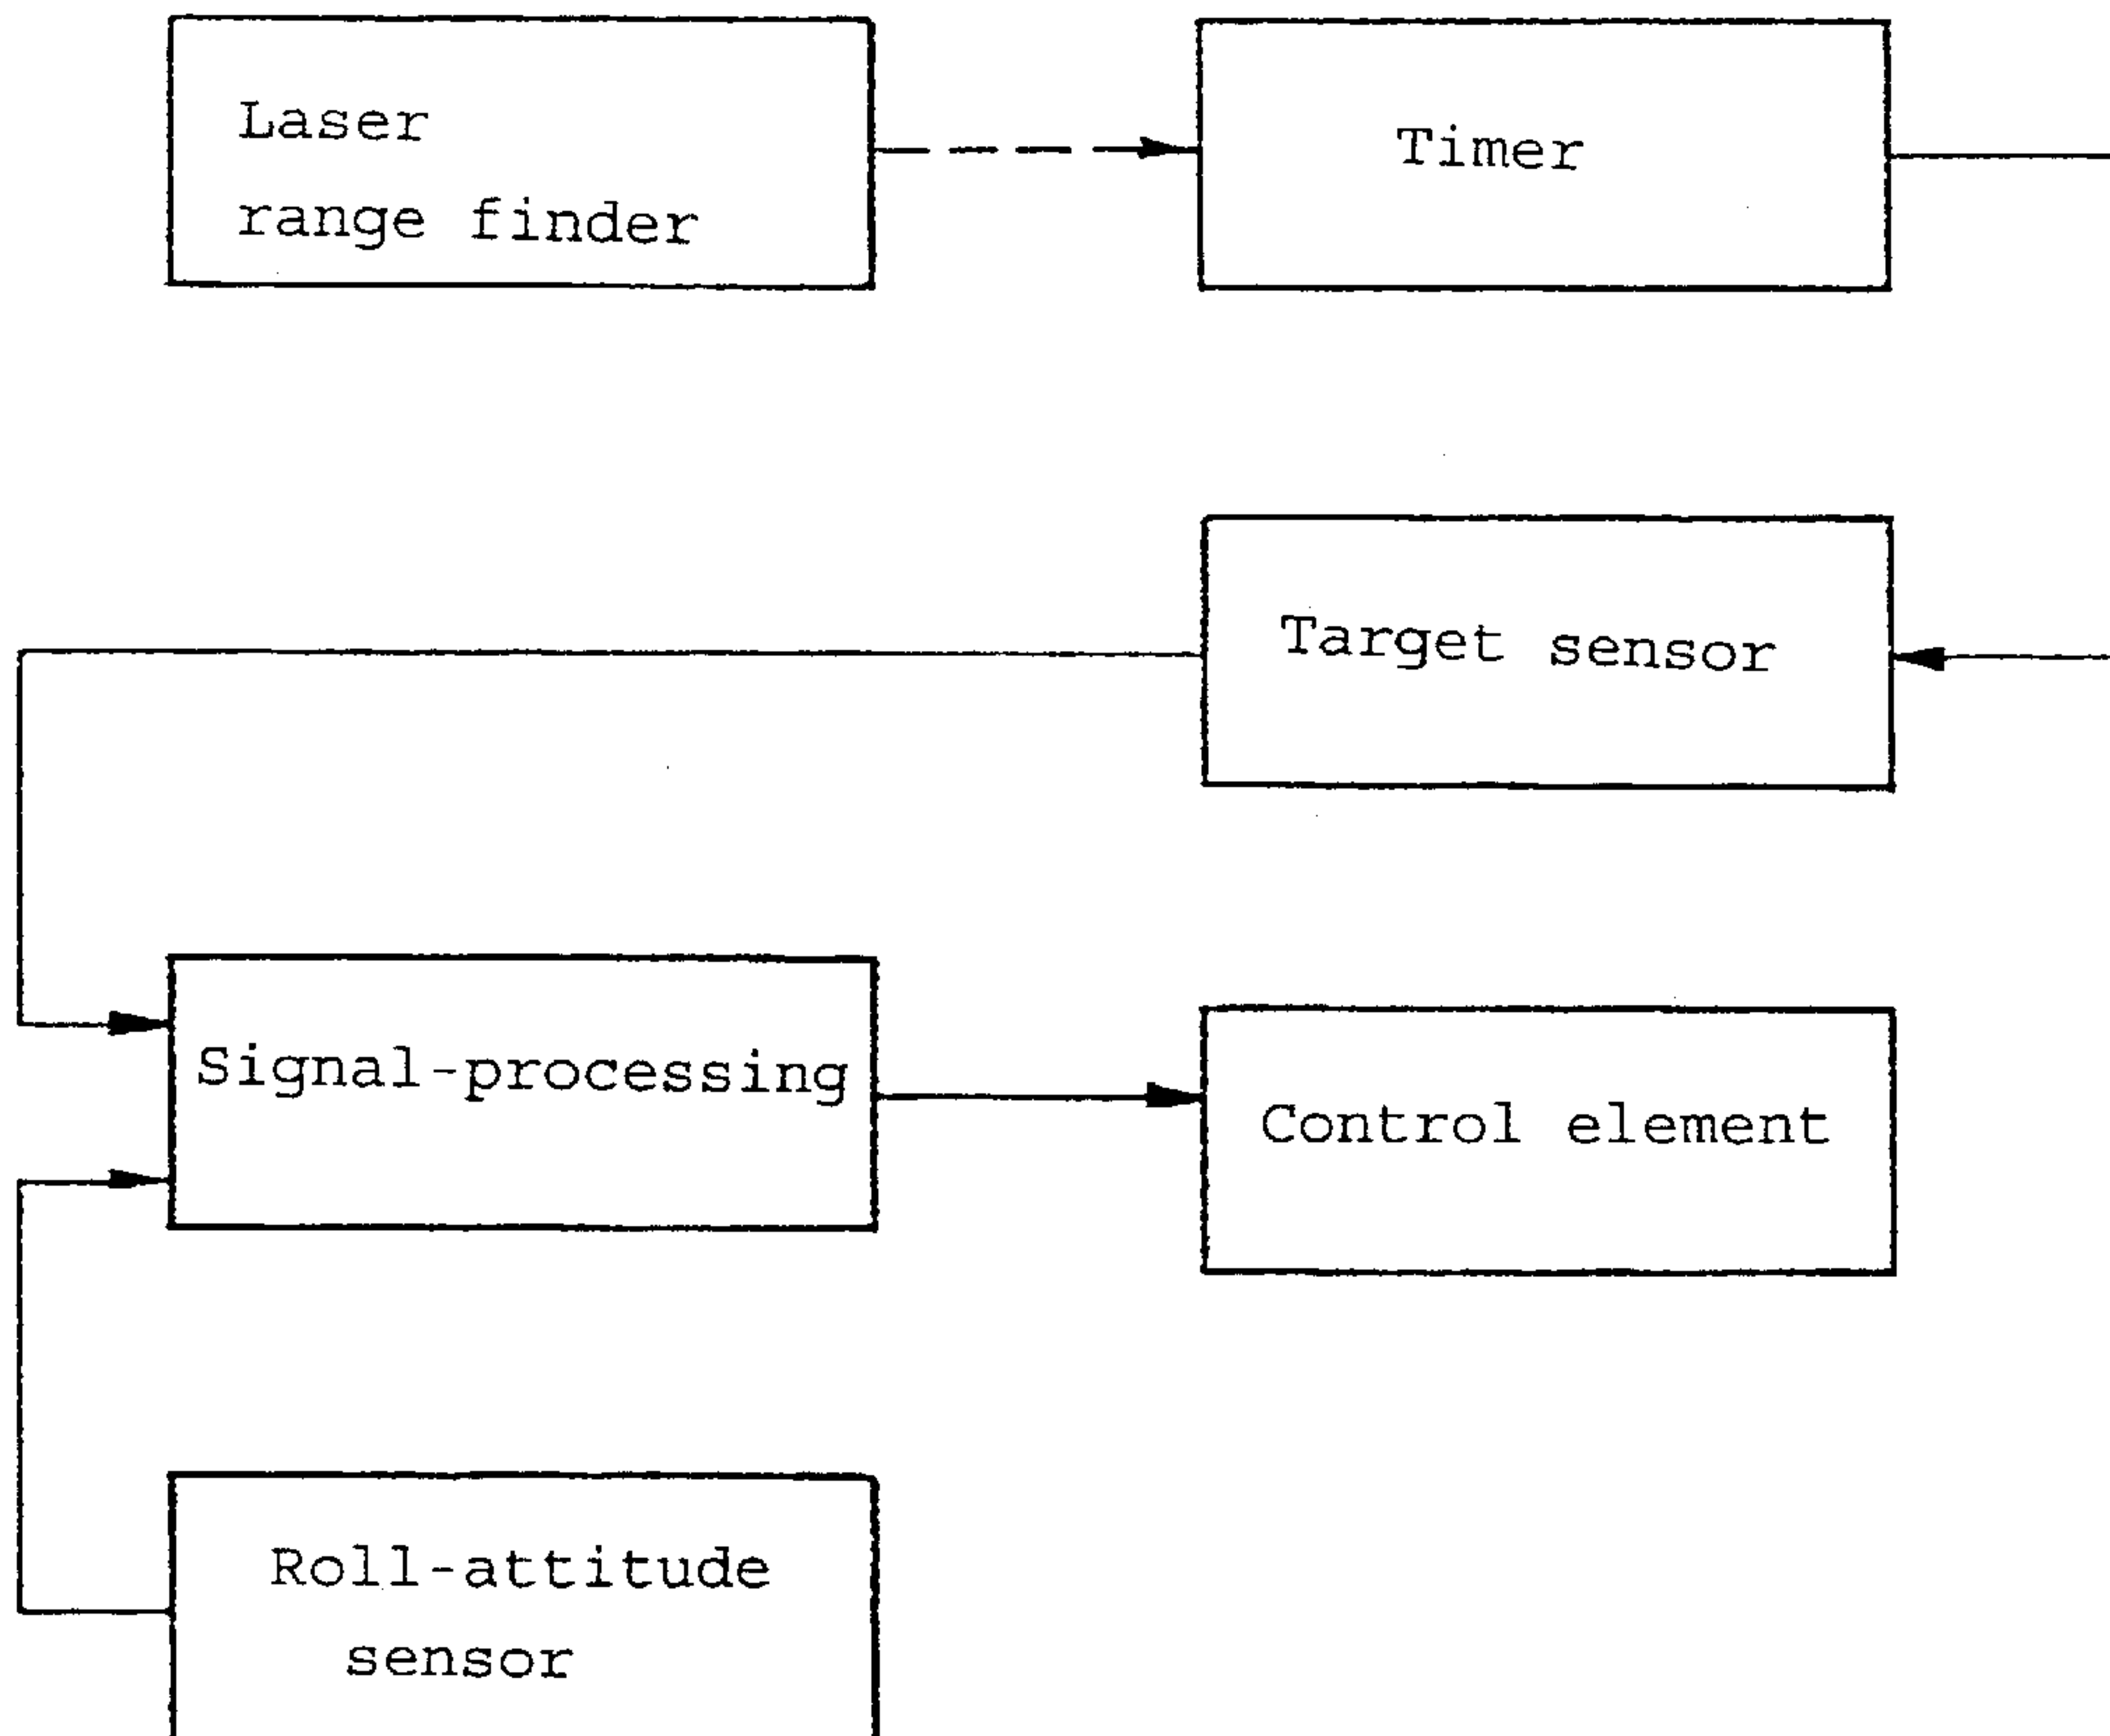 Laser
range finder
Timer
Target sensor
Signal-processing
Control element
Roll-attitude
sensor